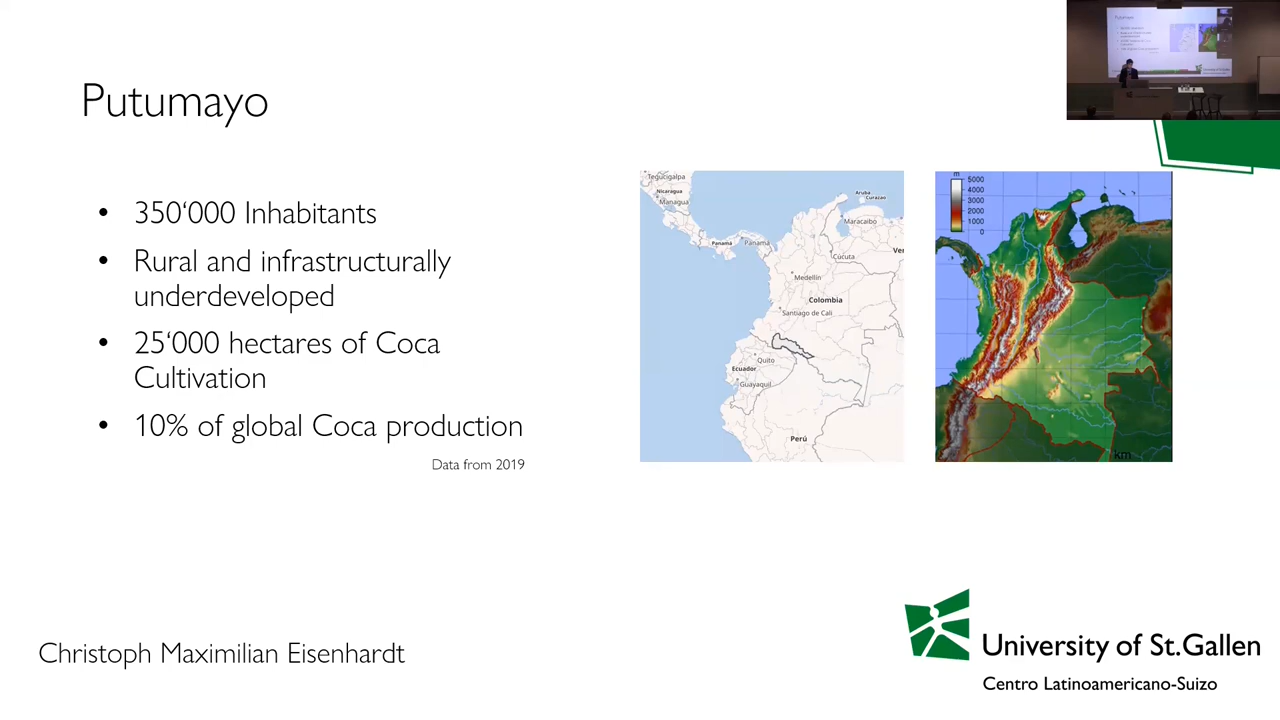 Putumayo
• 350‘000 Inhabitants
• Rural and infrastructurally
underdeveloped
• 25‘000 hectares of Coca
Cultivation
• 10% of global Coca production
Data from 2019
Tegucigalpa
Nicaragua
Managua
Panamá
Panamá
Aruba
Curazao
Maracaibo
Cúcuta
Ven
Medellín
Colombia
Santiago de Cali
Quito
Ecuador
Guayaquil
Perú
m
5000
4000
3000
2000
1000
0
km
Christoph Maximilian Eisenhardt
University of St.Gallen
Centro Latinoamericano-Suizo